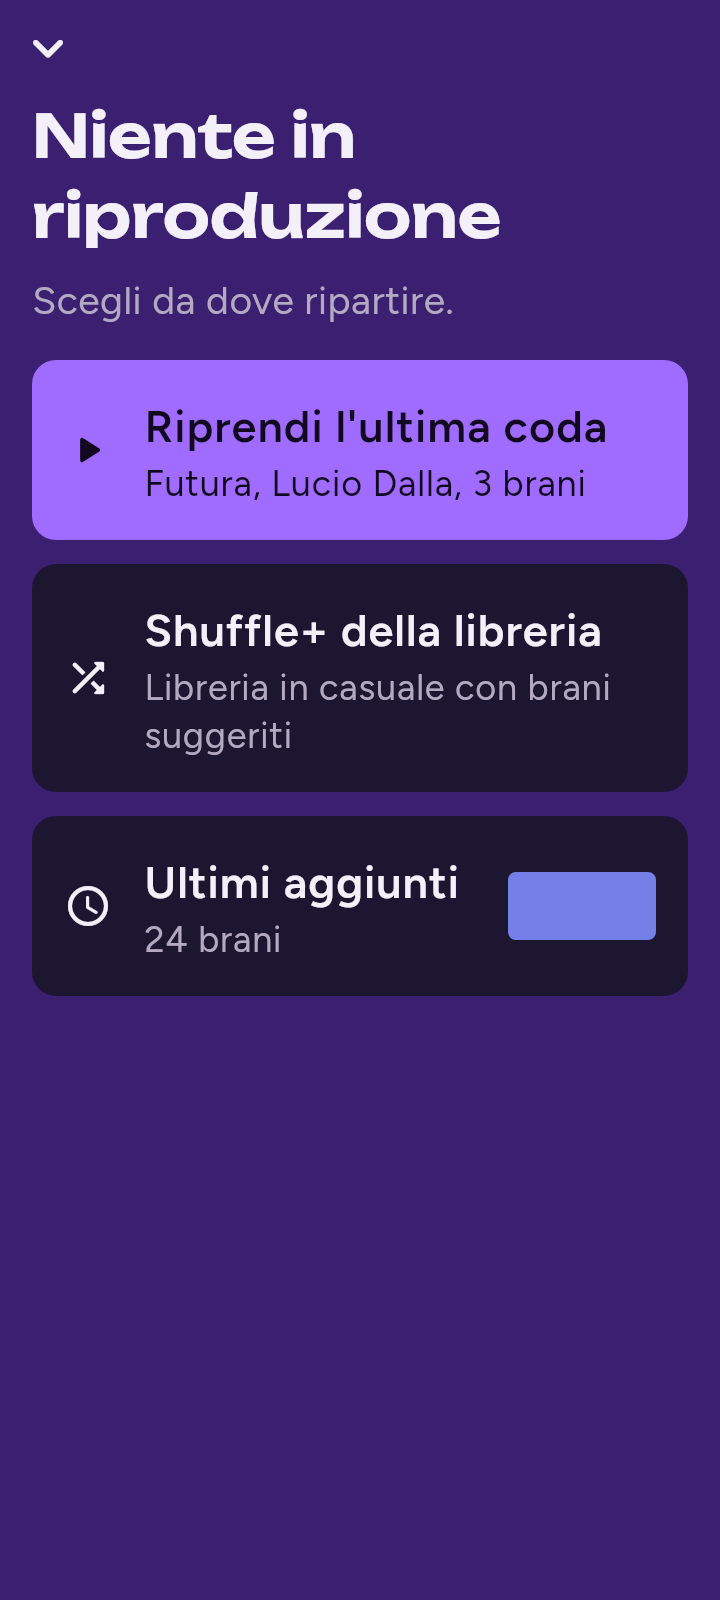 Niente in
riproduzione
Scegli da dove ripartire.
Riprendi l'ultima coda
Futura, Lucio Dalla, 3 brani
Shuffle+ della libreria
Libreria in casuale con brani
suggeriti
Ultimi aggiunti
24 brani